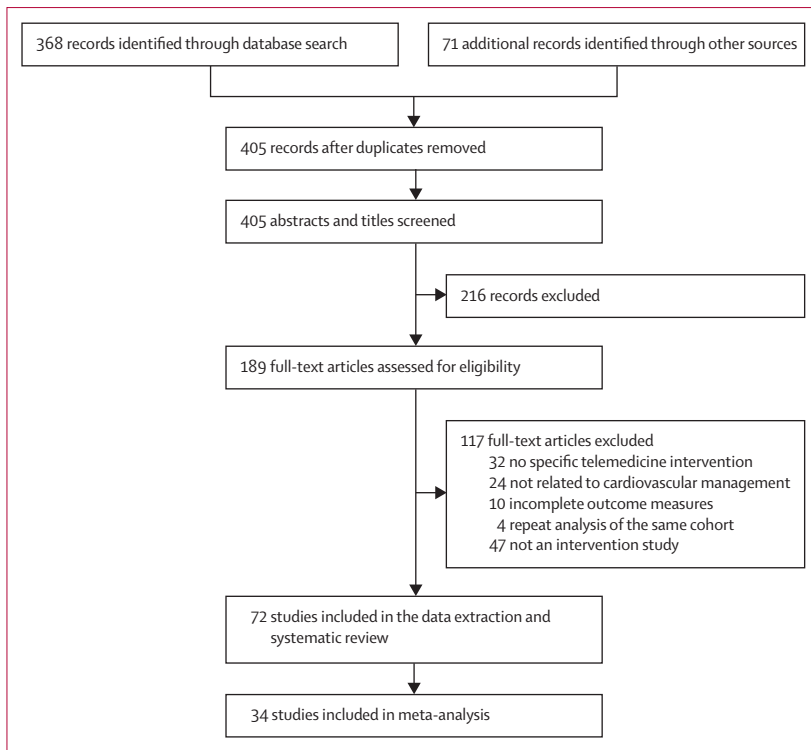 368 records identified through database search
71 additional records identified through other sources
405 records after duplicates removed
405 abstracts and titles screened
216 records excluded
189 full-text articles assessed for eligibility
117 full-text articles excluded
32 no specific telemedicine intervention
24 not related to cardiovascular management
10 incomplete outcome measures
4 repeat analysis of the same cohort
47 not an intervention study
72 studies included in the data extraction and
systematic review
34 studies included in meta-analysis